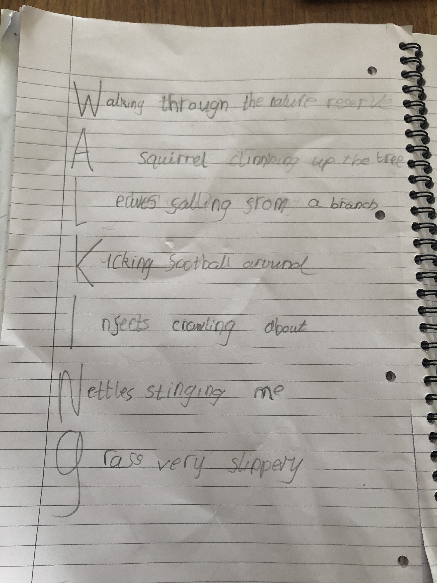 Walking through the nature reserve
A squirrel climbing up the tree
Leaves falling from a branch
Kicking football around
Insects crawling about
Nettles stinging me
grass very slippery